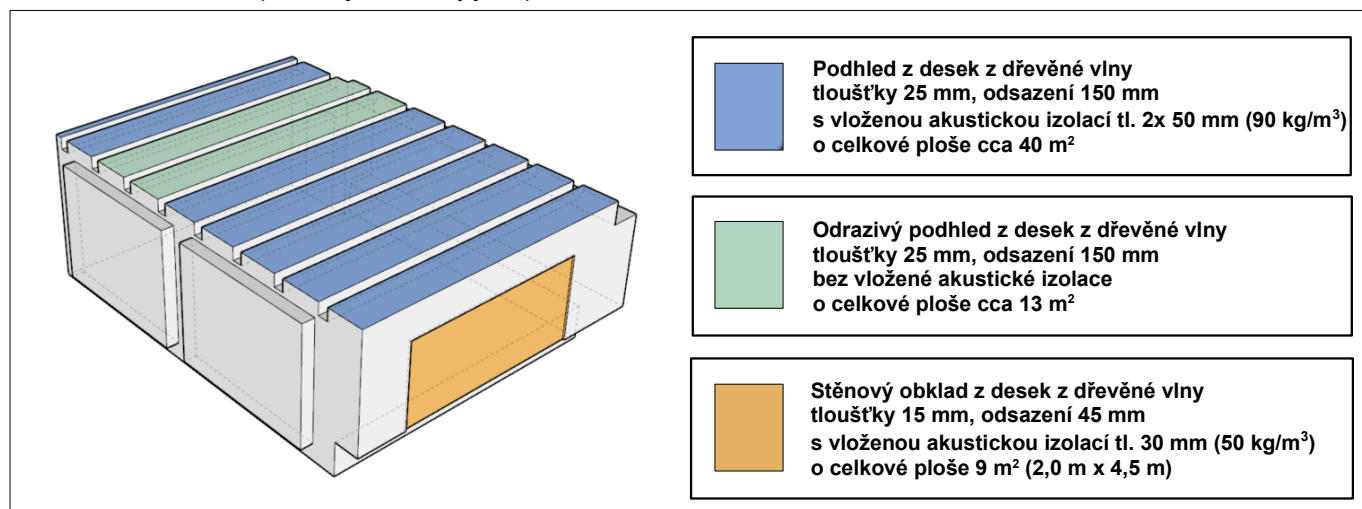 Podhled z desek z dřevěné vlny
tloušťky 25 mm, odsazení 150 mm
s vloženou akustickou izolací tl. 2x 50 mm (90 kg/m³)
o celkové ploše cca 40 m²
Odrazivý podhled z desek z dřevěné vlny
tloušťky 25 mm, odsazení 150 mm
bez vložené akustické izolace
o celkové ploše cca 13 m²
Stěnový obklad z desek z dřevěné vlny
tloušťky 15 mm, odsazení 45 mm
s vloženou akustickou izolací tl. 30 mm (50 kg/m³)
o celkové ploše 9 m² (2,0 m x 4,5 m)